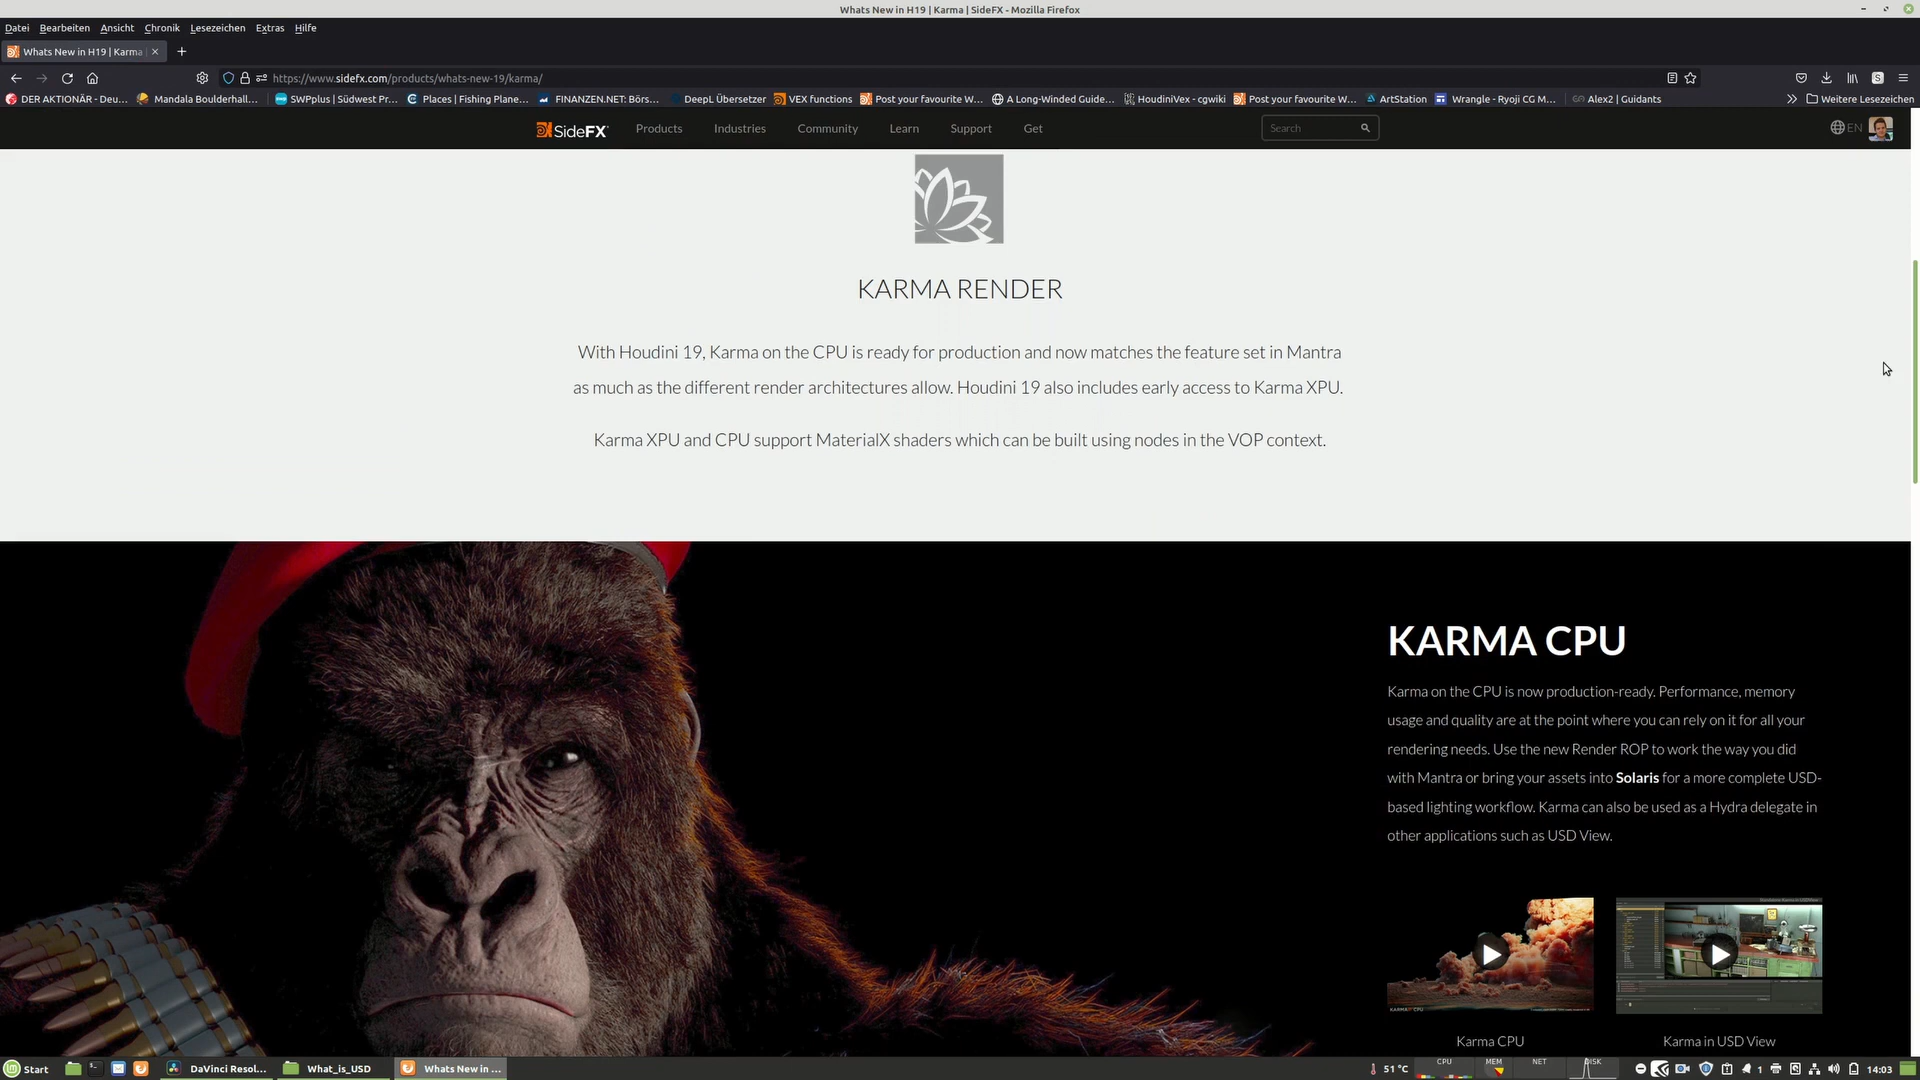 Whats New in H19 | Karma | SideFX - Mozilla Firefox
Datei Bearbeiten Ansicht Chronik Lesezeichen Extras Hilfe
Whats New in H19 | Karma
https://www.sidefx.com/products/whats-new-19/karma/
DER AKTIONÄR - Deu... Mandala Boulderhall... SWPplus | Südwest Pr... Places | Fishing Plane... FINANZEN.NET: Börs... DeepL Übersetzer VEX functions Post your favourite W... A Long-Winded Guide... HoudiniVex - cgwiki Post your favourite W... ArtStation Wrangle - Ryoji CG M... Alex2 | Guidants Weitere Lesezeichen
SideFX Products Industries Community Learn Support Get Search EN
KARMA RENDER
With Houdini 19, Karma on the CPU is ready for production and now matches the feature set in Mantra
as much as the different render architectures allow. Houdini 19 also includes early access to Karma XPU.
Karma XPU and CPU support MaterialX shaders which can be built using nodes in the VOP context.
KARMA CPU
Karma on the CPU is now production-ready. Performance, memory
usage and quality are at the point where you can rely on it for all your
rendering needs. Use the new Render ROP to work the way you did
with Mantra or bring your assets into Solaris for a more complete USD-
based lighting workflow. Karma can also be used as a Hydra delegate in
other applications such as USD View.
Karma CPU Karma in USD View
Start DaVinci Resol... What_is_USD Whats New in ... 51 °C CPU MEM NET DISK 1 14:03